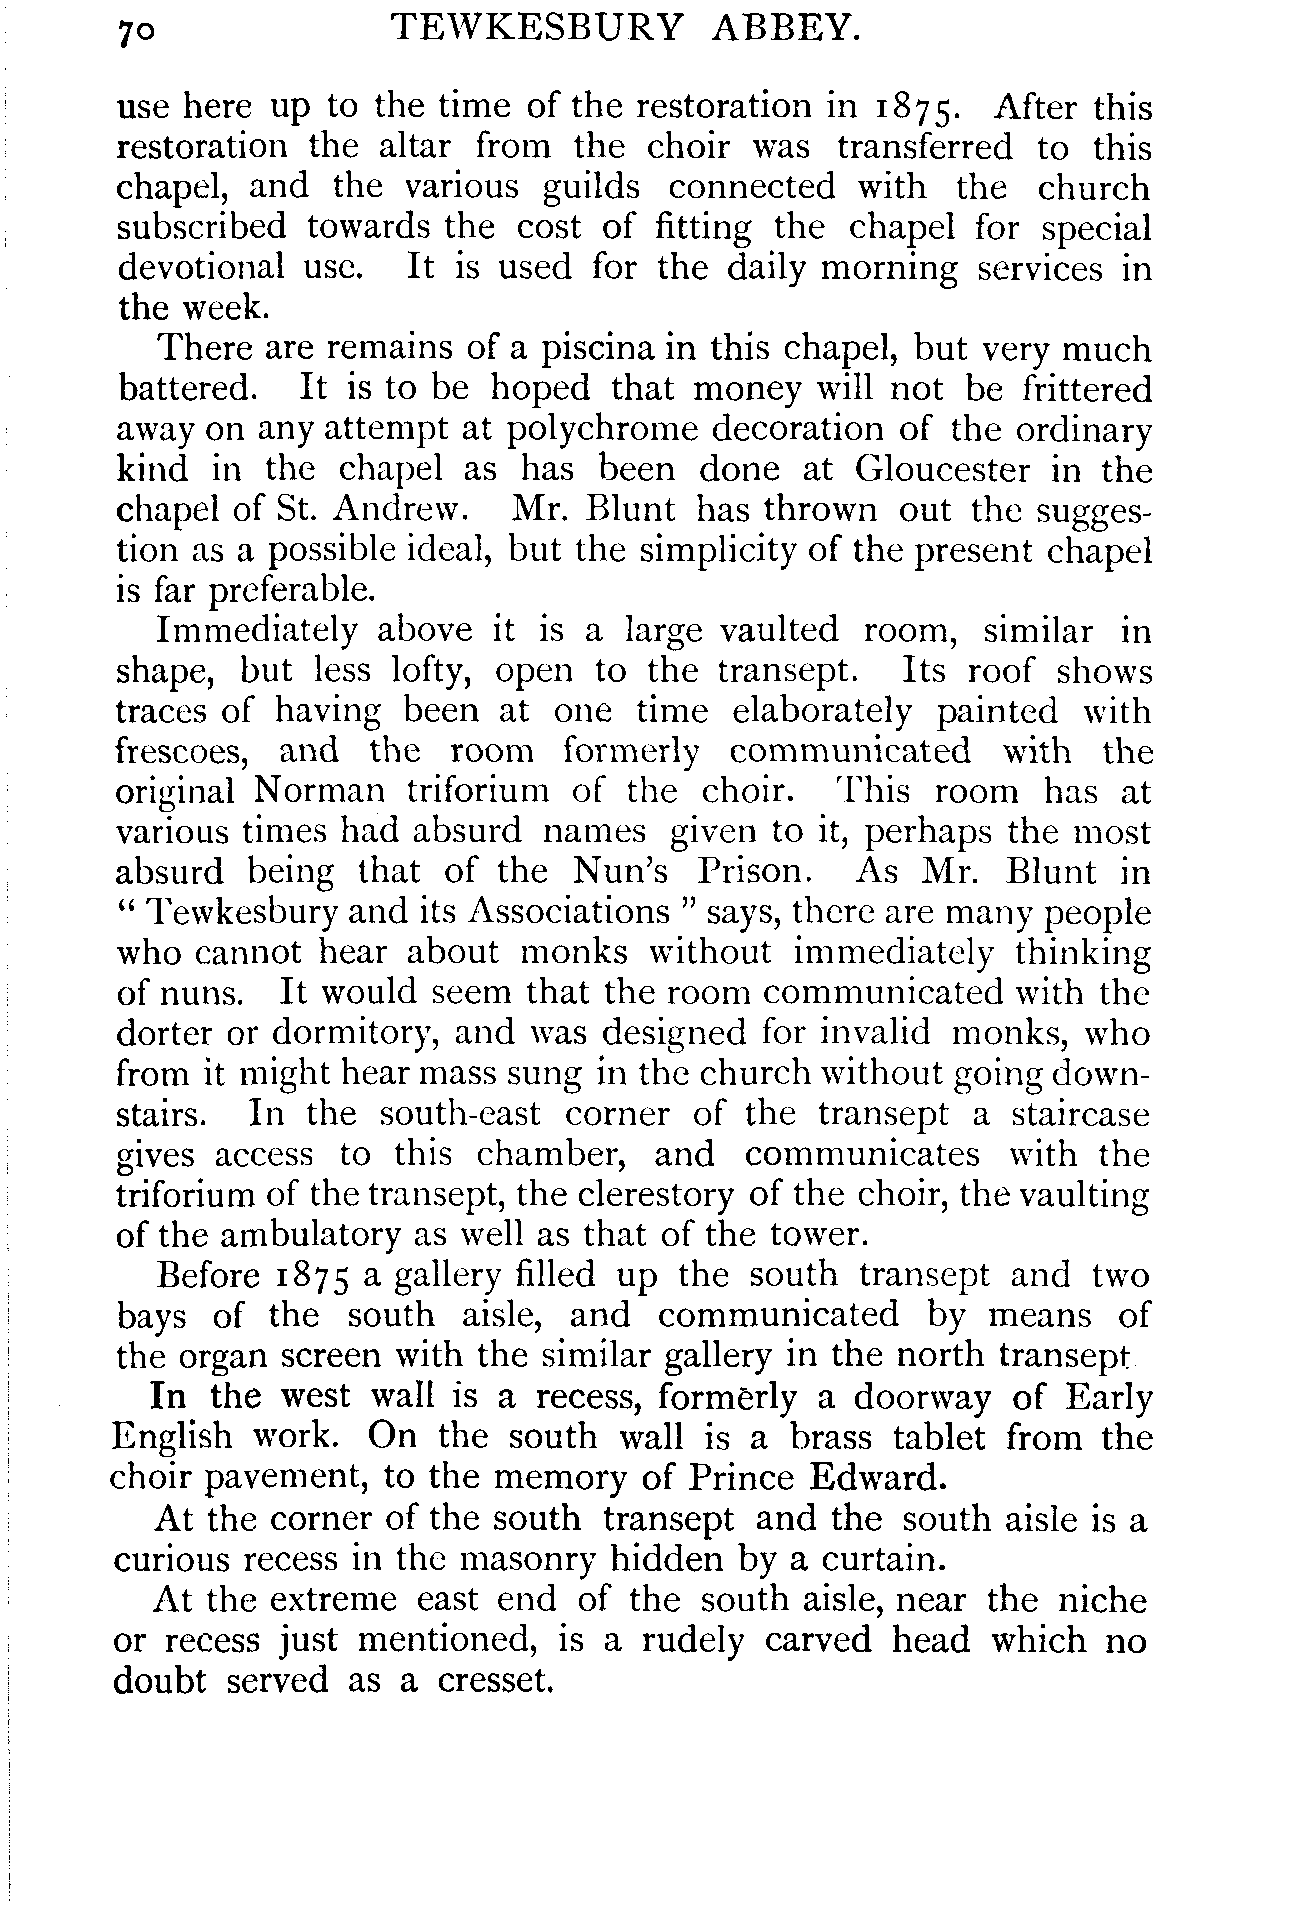 70 TEWKESBURY ABBEY.
use here up to the time of the restoration in 1875. After this
restoration the altar from the choir was transferred to this
chapel, and the various guilds connected with the church
subscribed towards the cost of fitting the chapel for special
devotional use. It is used for the daily morning services in
the week.
There are remains of a piscina in this chapel, but very much
battered. It is to be hoped that money will not be frittered
away on any attempt at polychrome decoration of the ordinary
kind in the chapel as has been done at Gloucester in the
chapel of St. Andrew. Mr. Blunt has thrown out the sugges-
tion as a possible ideal, but the simplicity of the present chapel
is far preferable.
Immediately above it is a large vaulted room, similar in
shape, but less lofty, open to the transept. Its roof shows
traces of having been at one time elaborately painted with
frescoes, and the room formerly communicated with the
original Norman triforium of the choir. This room has at
various times had absurd names given to it, perhaps the most
absurd being that of the Nun's Prison. As Mr. Blunt in
“ Tewkesbury and its Associations ” says, there are many people
who cannot hear about monks without immediately thinking
of nuns. It would seem that the room communicated with the
dorter or dormitory, and was designed for invalid monks, who
from it might hear mass sung in the church without going down-
stairs. In the south-east corner of the transept a staircase
gives access to this chamber, and communicates with the
triforium of the transept, the clerestory of the choir, the vaulting
of the ambulatory as well as that of the tower.
Before 1875 a gallery filled up the south transept and two
bays of the south aisle, and communicated by means of
the organ screen with the similar gallery in the north transept.
In the west wall is a recess, formerly a doorway of Early
English work. On the south wall is a brass tablet from the
choir pavement, to the memory of Prince Edward.
At the corner of the south transept and the south aisle is a
curious recess in the masonry hidden by a curtain.
At the extreme east end of the south aisle, near the niche
or recess just mentioned, is a rudely carved head which no
doubt served as a cresset.